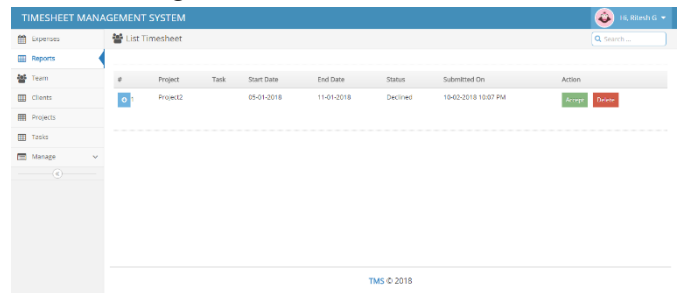 TIMESHEET MANAGEMENT SYSTEM
Hi, Ritesh G
Expenses
List Timesheet
Search ...
Reports
Team
# Project Task Start Date End Date Status Submitted On Action
Clients
1 Project2 05-01-2018 11-01-2018 Declined 10-02-2018 10:07 PM Accept Delete
Projects
Tasks
Manage
TMS © 2018